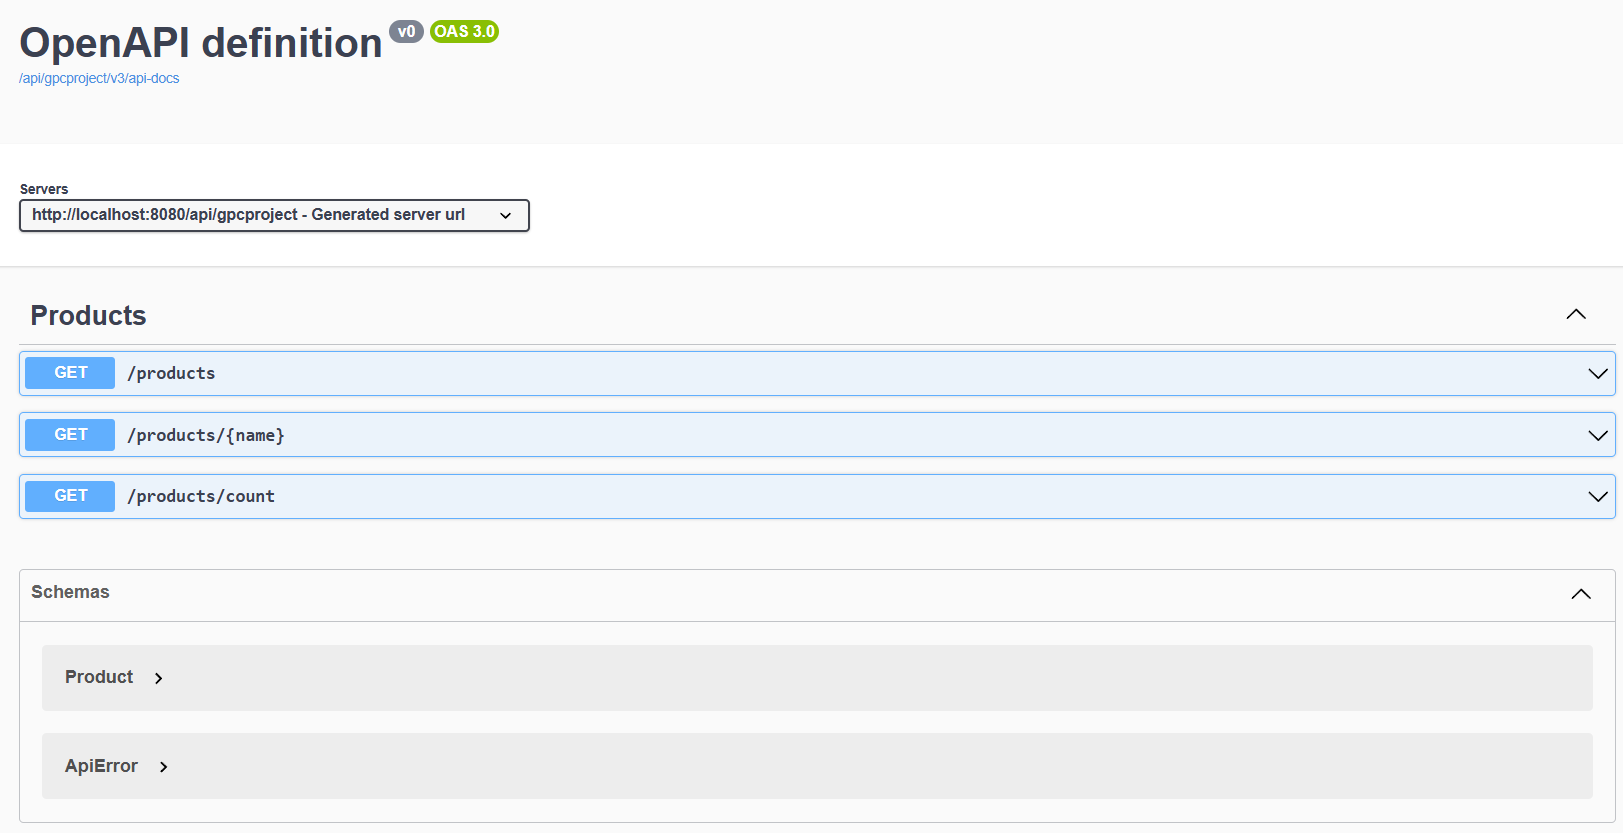 OpenAPI definition v0 OAS 3.0
/api/gpcproject/v3/api-docs
Servers
http://localhost:8080/api/gpcproject - Generated server url
Products
GET /products
GET /products/{name}
GET /products/count
Schemas
Product
ApiError